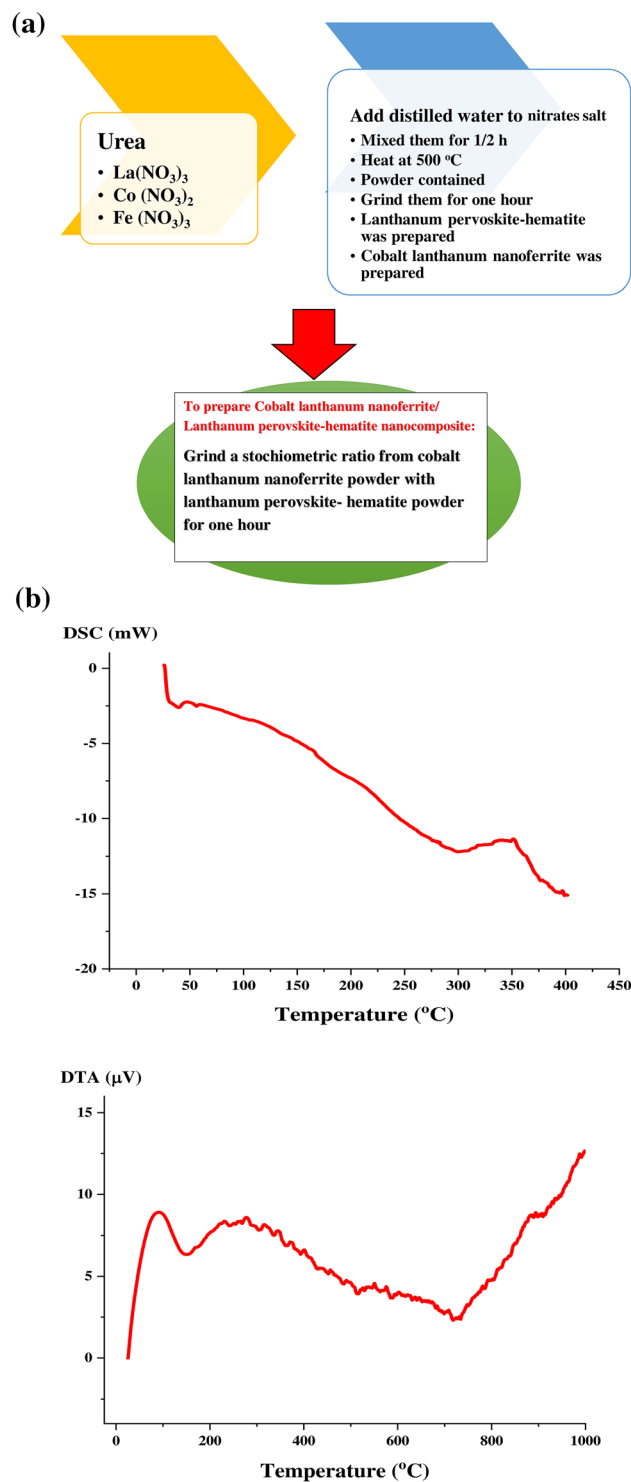 (a)
Urea
• La(NO3)3
• Co (NO3)2
• Fe (NO3)3
Add distilled water to nitrates salt
• Mixed them for 1/2 h
• Heat at 500 °C
• Powder contained
• Grind them for one hour
• Lanthanum pervoskite-hematite
was prepared
• Cobalt lanthanum nanoferrite was
prepared
To prepare Cobalt lanthanum nanoferrite/
Lanthanum perovskite-hematite nanocomposite:
Grind a stochiometric ratio from cobalt
lanthanum nanoferrite powder with
lanthanum perovskite- hematite powder
for one hour
(b)
DSC (mW)
0
-5
-10
-15
-20
0 50 100 150 200 250 300 350 400 450
Temperature (°C)
DTA (µV)
15
10
5
0
0 200 400 600 800 1000
Temperature (°C)